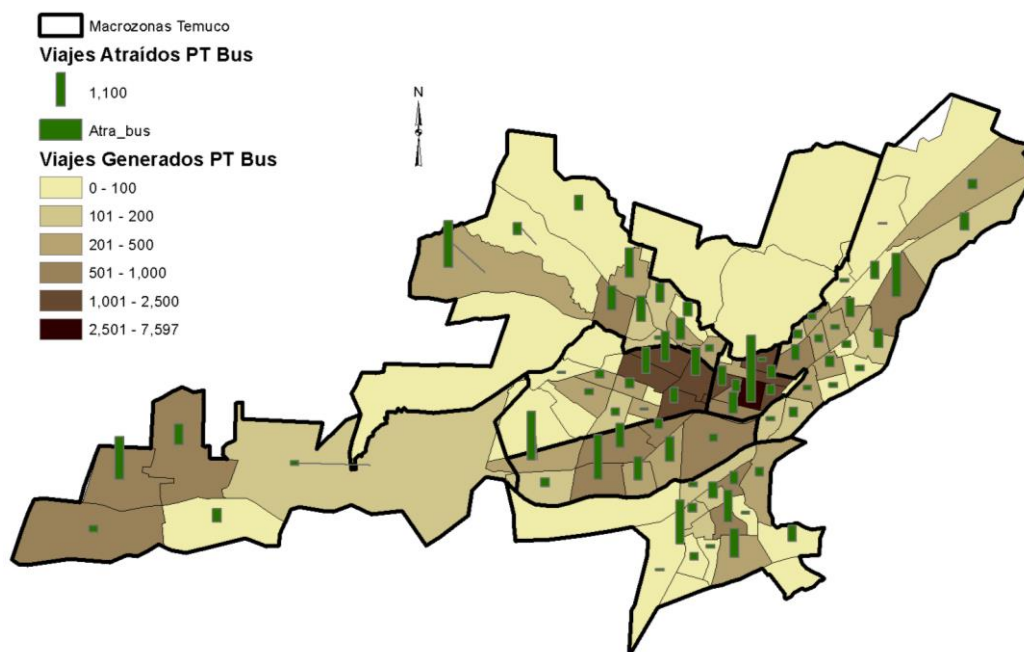 Macrozonas Temuco
Viajes Atraídos PT Bus
1,100
Atra_bus
Viajes Generados PT Bus
0 - 100
101 - 200
201 - 500
501 - 1,000
1,001 - 2,500
2,501 - 7,597
N